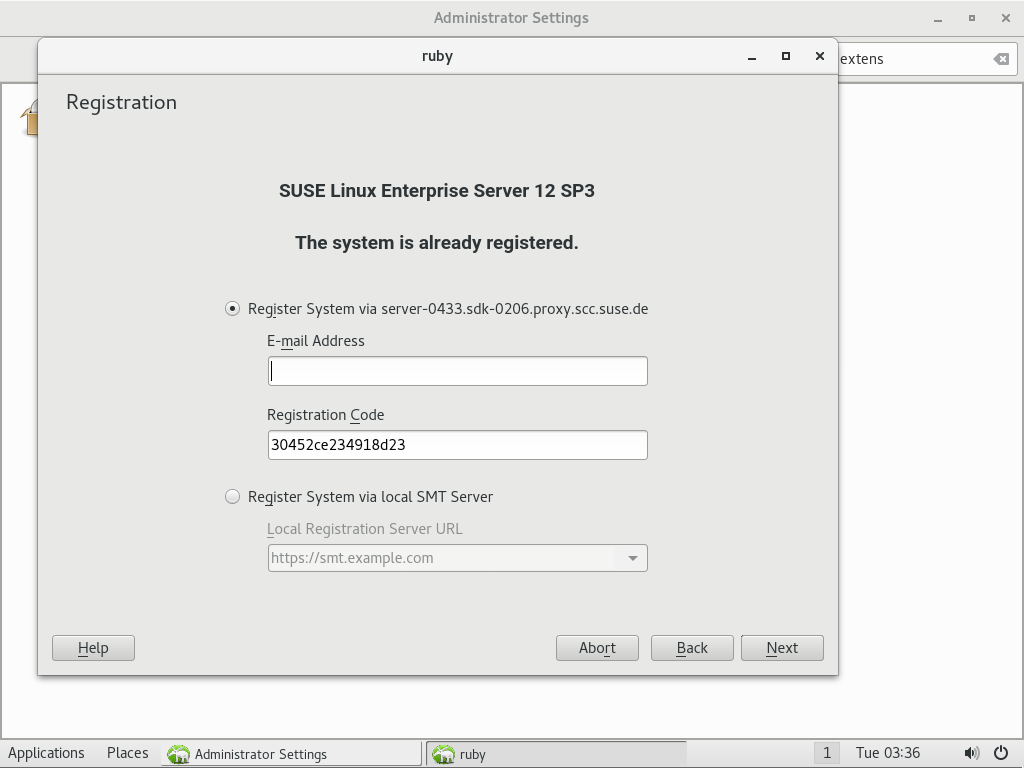 Administrator Settings
ruby
extens
Registration
SUSE Linux Enterprise Server 12 SP3
The system is already registered.
Register System via server-0433.sdk-0206.proxy.scc.suse.de
E-mail Address
Registration Code
30452ce234918d23
Register System via local SMT Server
Local Registration Server URL
https://smt.example.com
Help Abort Back Next
Applications Places Administrator Settings ruby 1 Tue 03:36